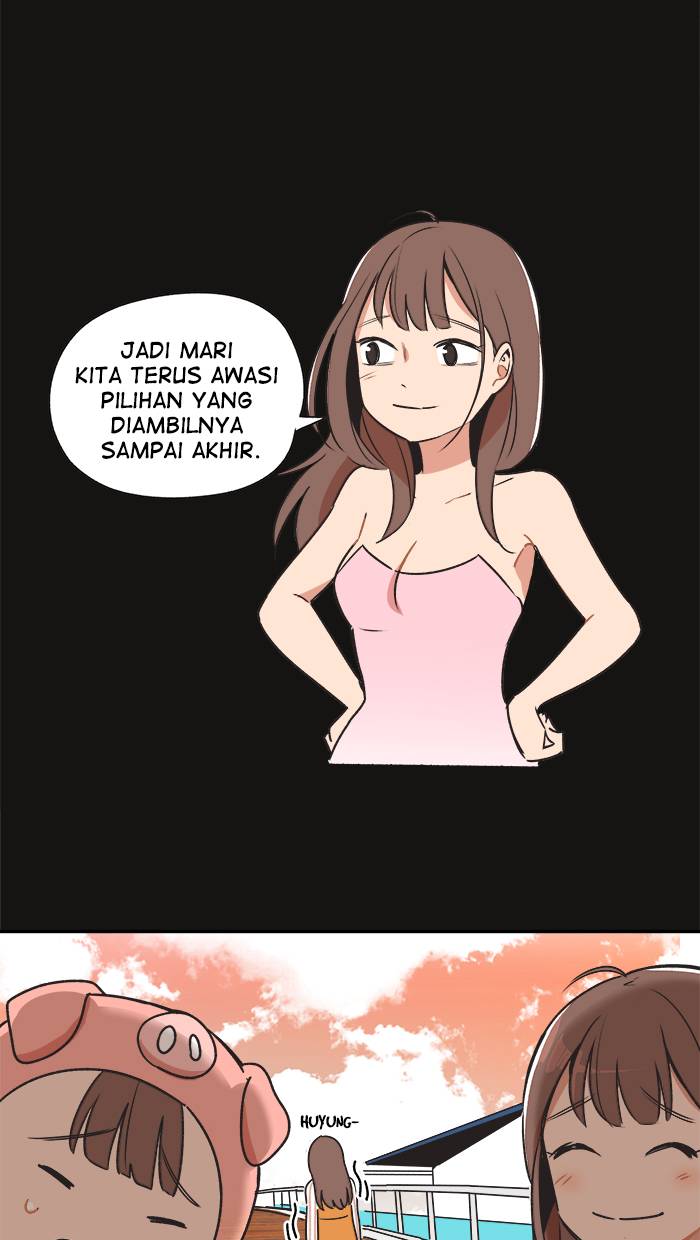 JADI MARI
KITA TERUS AWASI
PILIHAN YANG
DIAMBILNYA
SAMPAI AKHIR.
HUYUNG-